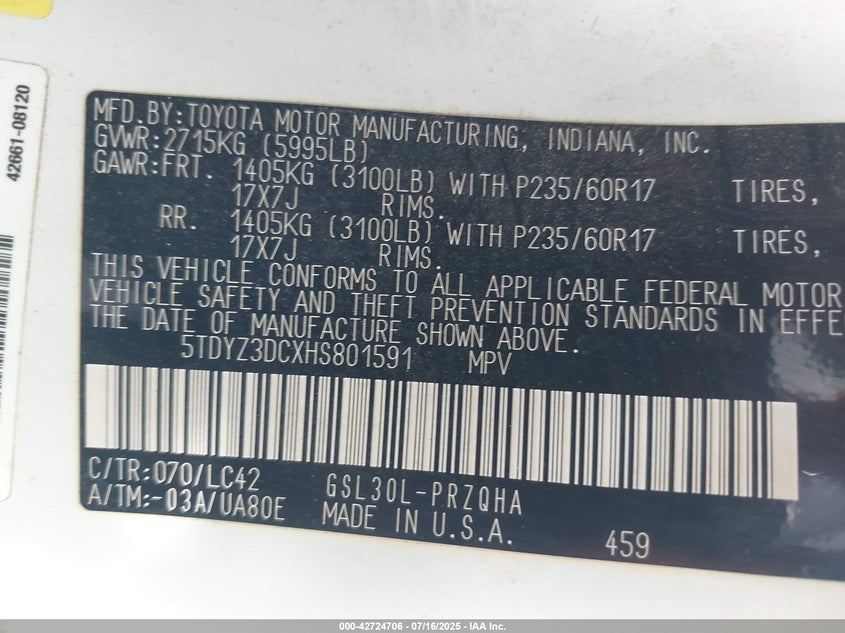 42661-08120
MFD.BY:TOYOTA MOTOR MANUFACTURING, INDIANA, INC.
GVWR:2715KG (5995LB)
GAWR:FRT. 1405KG (3100LB) WITH P235/60R17 TIRES,
17X7J RIMS.
RR. 1405KG (3100LB) WITH P235/60R17 TIRES,
17X7J RIMS.
THIS VEHICLE CONFORMS TO ALL APPLICABLE FEDERAL MOTOR
VEHICLE SAFETY AND THEFT PREVENTION STANDARDS IN EFFE
THE DATE OF MANUFACTURE SHOWN ABOVE.
5TDYZ3DCXHS801591 MPV
C/TR:070/LC42 GSL30L-PRZQHA
A/TM:-03A/UA80E MADE IN U.S.A.
459
000-42724706 - 07/16/2025 - IAA Inc.